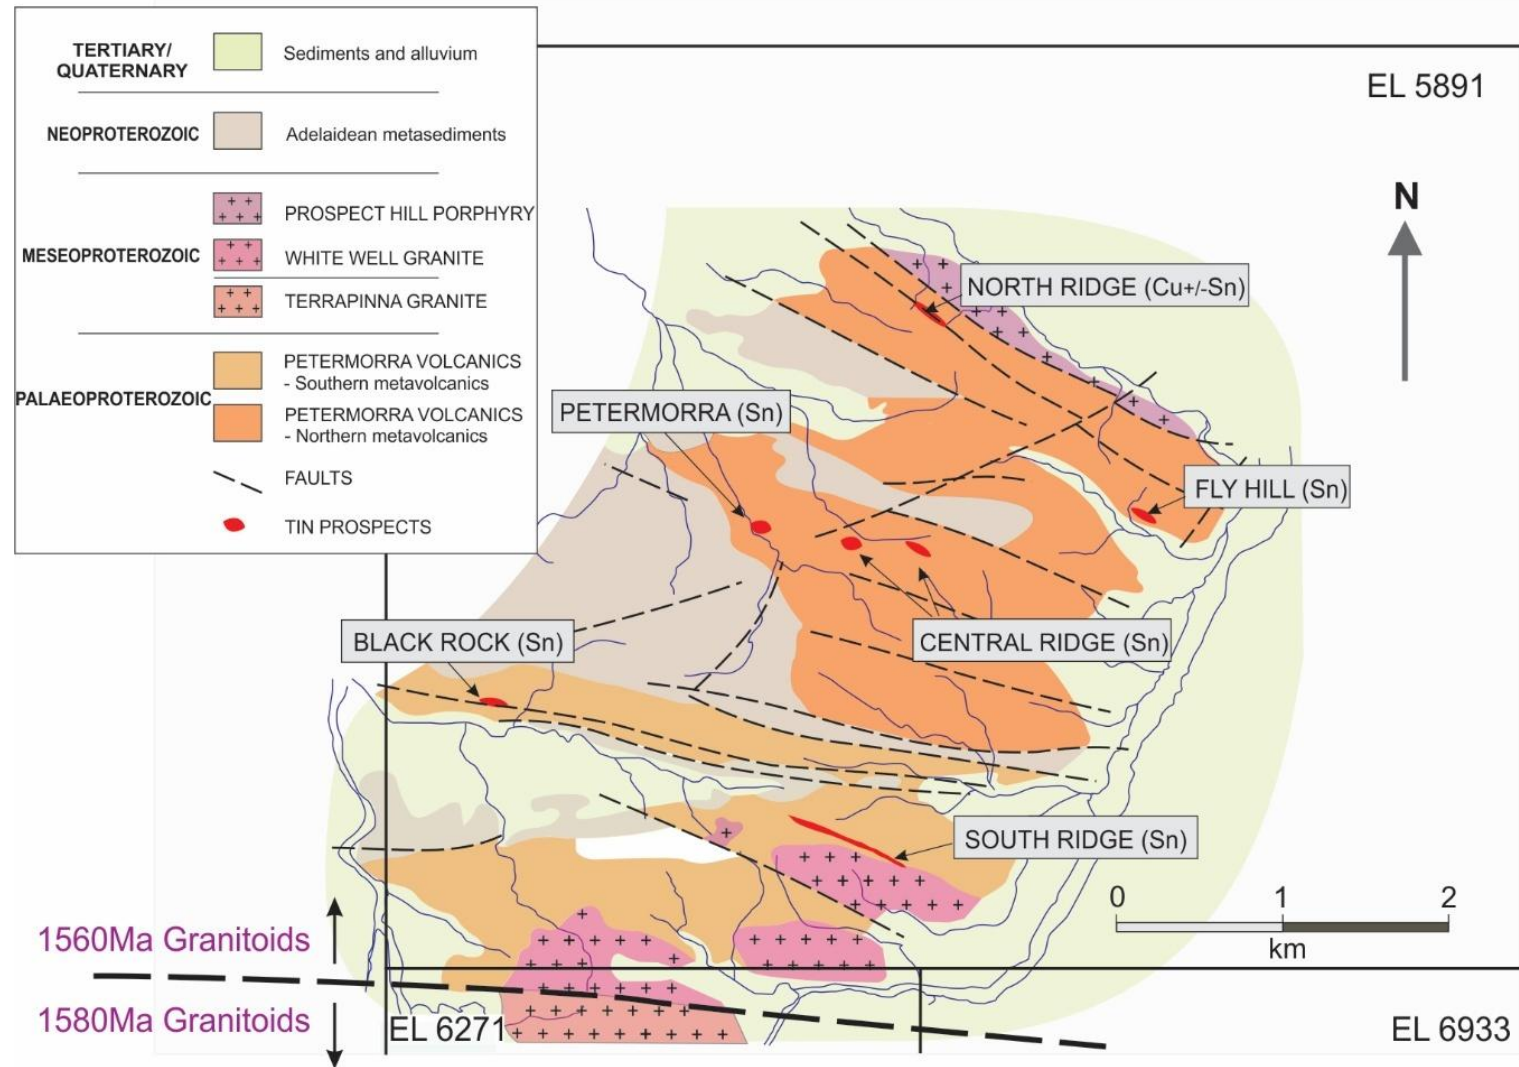 TERTIARY/
QUATERNARY
Sediments and alluvium
NEOPROTEROZOIC
Adelaidean metasediments
MESEOPROTEROZOIC
PROSPECT HILL PORPHYRY
WHITE WELL GRANITE
TERRAPINNA GRANITE
PALAEOPROTEROZOIC
PETERMORRA VOLCANICS
- Southern metavolcanics
PETERMORRA VOLCANICS
- Northern metavolcanics
FAULTS
TIN PROSPECTS
EL 5891
N
NORTH RIDGE (Cu+/-Sn)
PETERMORRA (Sn)
FLY HILL (Sn)
BLACK ROCK (Sn)
CENTRAL RIDGE (Sn)
SOUTH RIDGE (Sn)
0 1 2
km
1560Ma Granitoids
1580Ma Granitoids
EL 6271
EL 6933